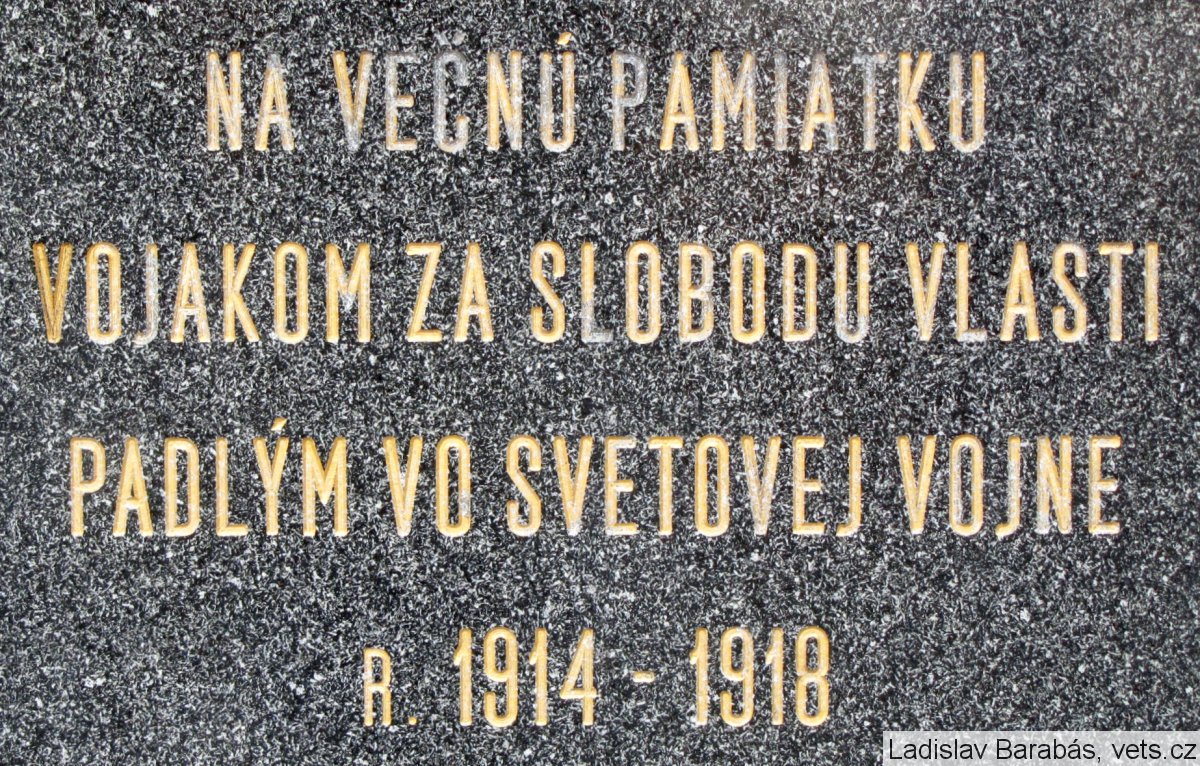 NA VEČNÚ PAMIATKU
VOJAKOM ZA SLOBODU VLASTI
PADLÝM VO SVETOVEJ VOJNE
R. 1914 - 1918
Ladislav Barabás, vets.cz